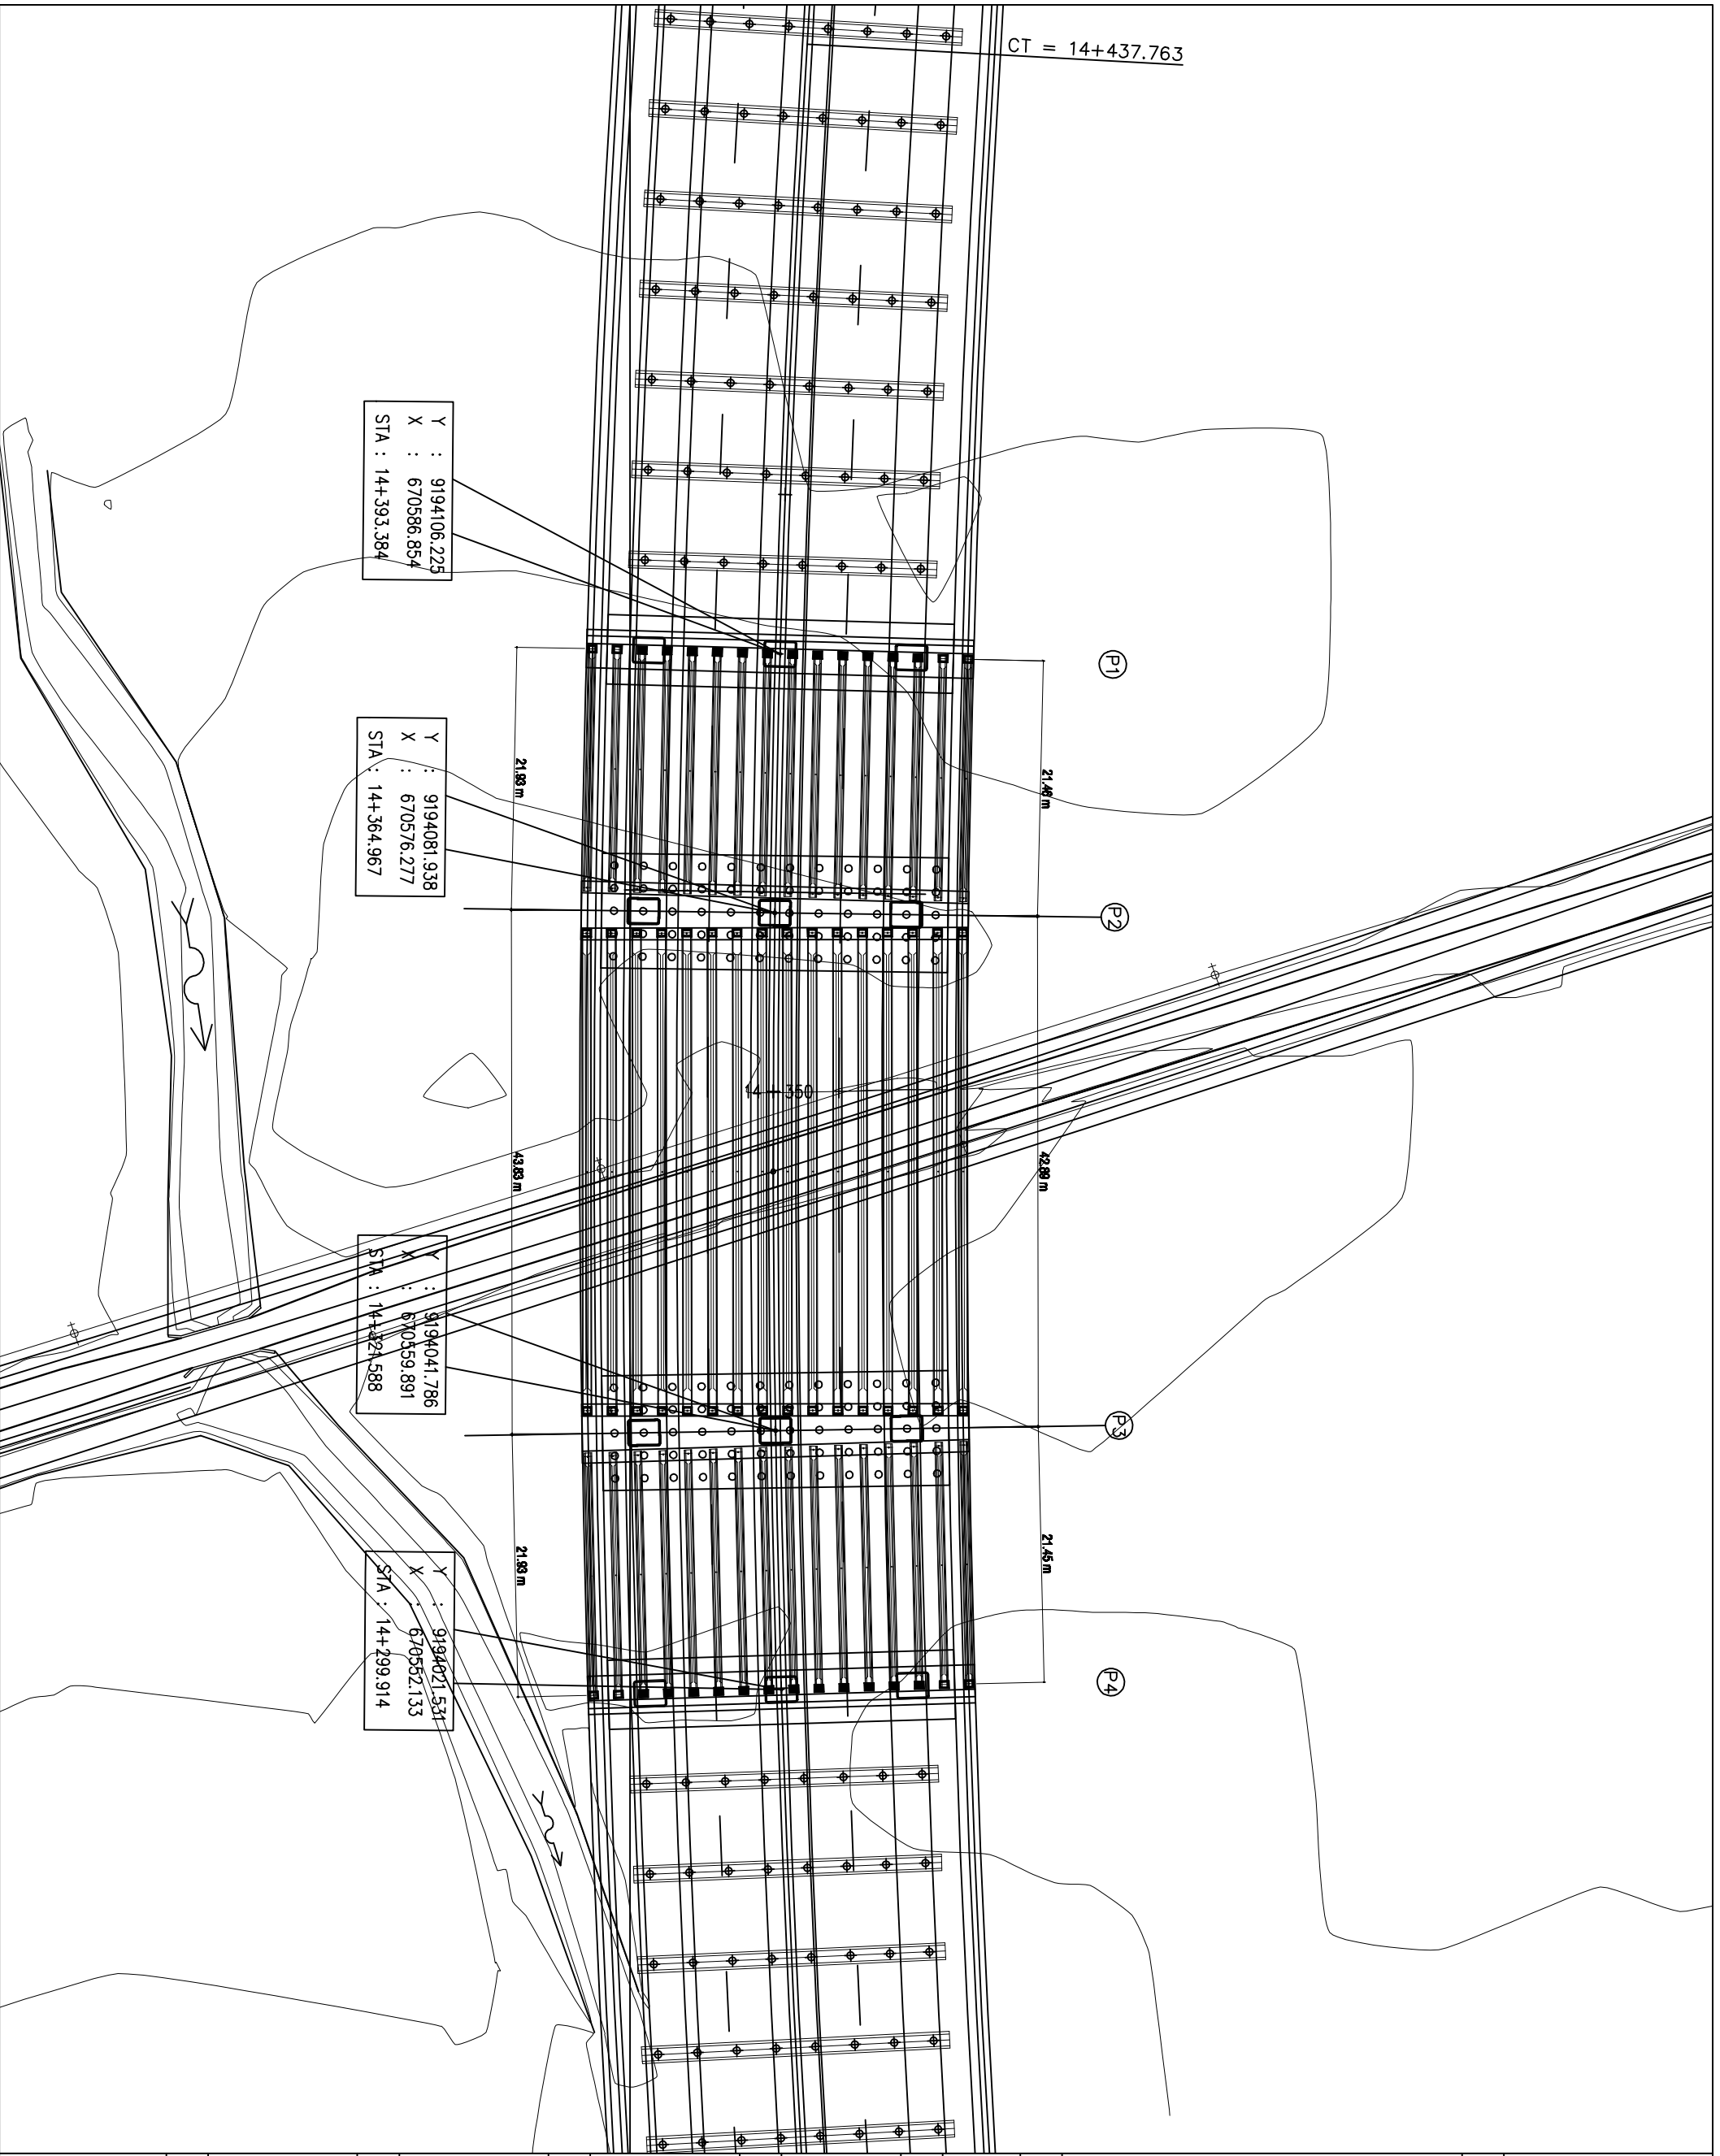 CT = 14+437.763
Y : 9194106.225
X : 670586.854
STA : 14+393.384
P1
Y : 9194081.938
X : 670576.277
STA : 14+364.967
21.93 m
21.46 m
P2
14+350
43.83 m
42.89 m
Y : 9194041.786
X : 670559.891
STA : 14+321.588
P3
21.93 m
21.45 m
Y : 9194021.531
X : 670552.133
STA : 14+299.914
P4